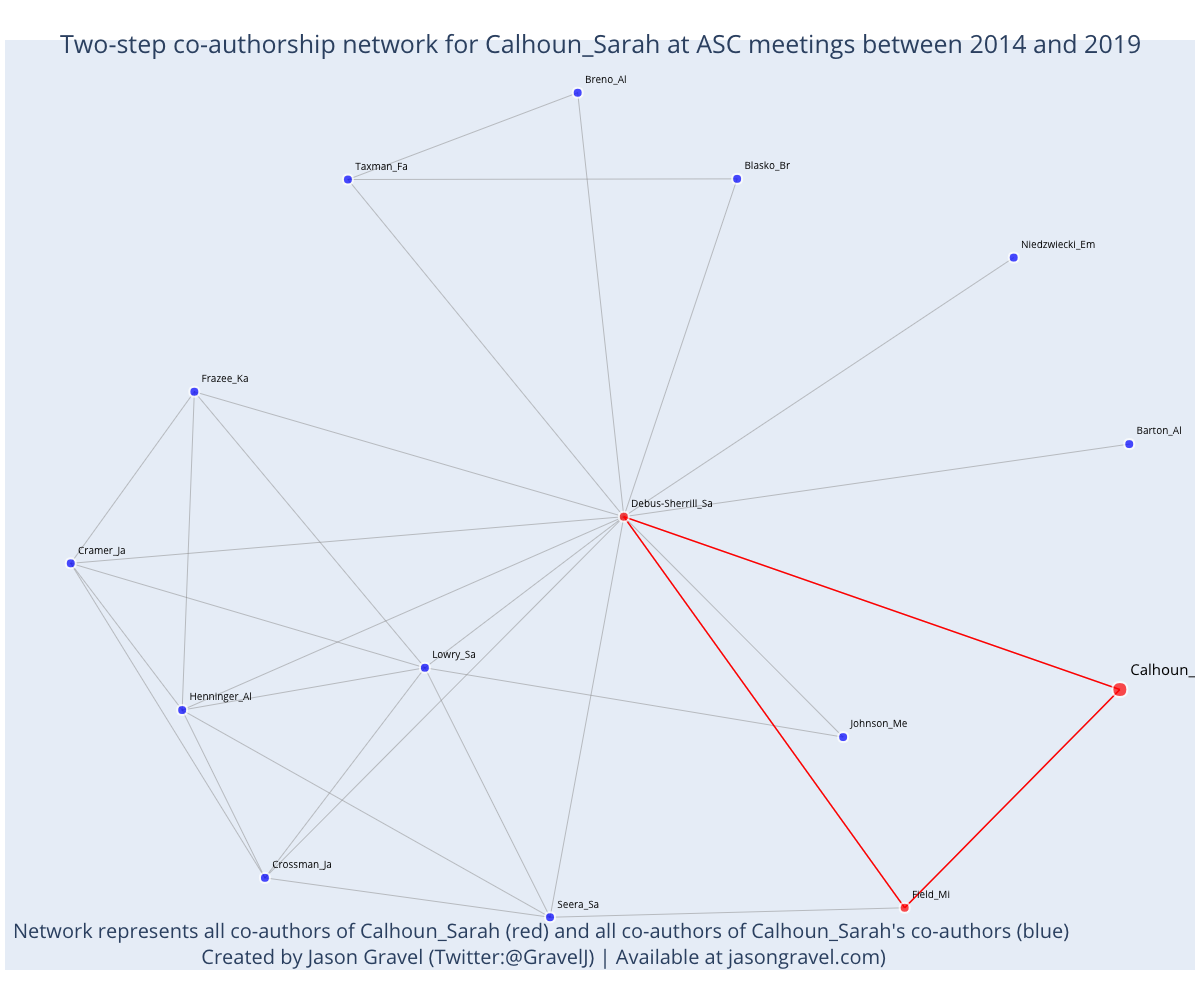 Two-step co-authorship network for Calhoun_Sarah at ASC meetings between 2014 and 2019
Breno_Al
Taxman_Fa
Blasko_Br
Niedzwiecki_Em
Frazee_Ka
Barton_Al
Debus-Sherrill_Sa
Cramer_Ja
Lowry_Sa
Calhoun_
Henninger_Al
Johnson_Me
Crossman_Ja
Field_Mi
Seera_Sa
Network represents all co-authors of Calhoun_Sarah (red) and all co-authors of Calhoun_Sarah's co-authors (blue)
Created by Jason Gravel (Twitter:@GravelJ) | Available at jasongravel.com)